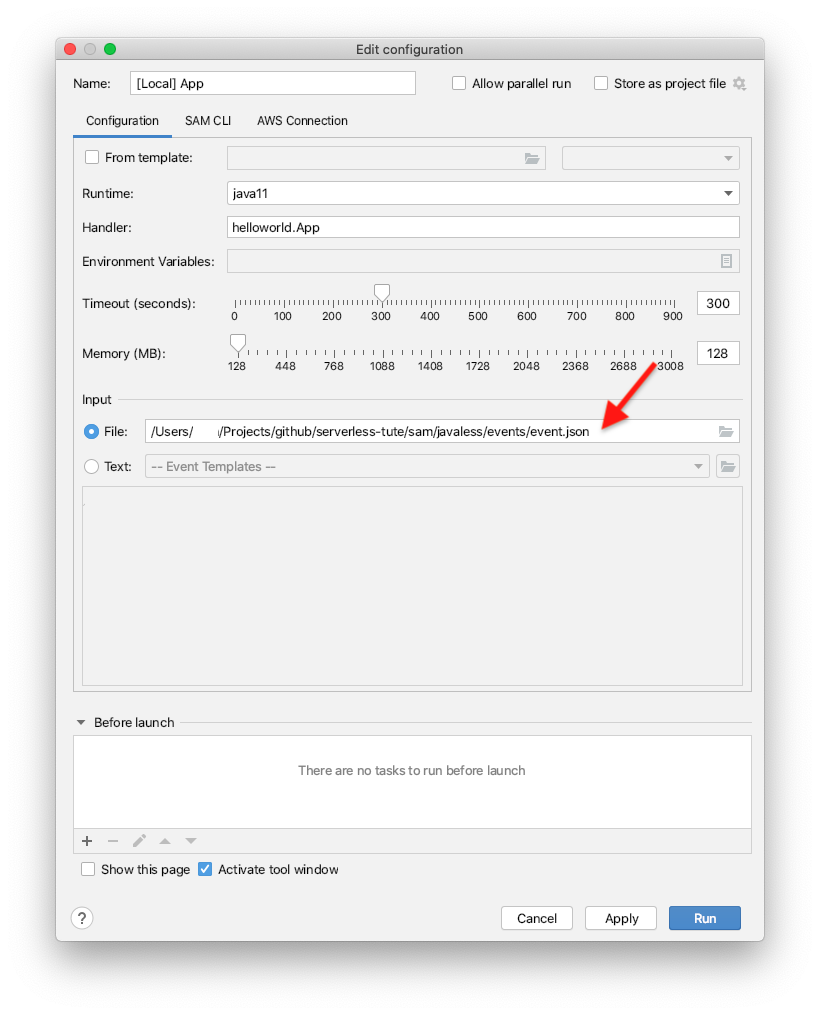 Edit configuration
Name: [Local] App Allow parallel run Store as project file
Configuration SAM CLI AWS Connection
From template:
Runtime: java11
Handler: helloworld.App
Environment Variables:
Timeout (seconds): 300
0 100 200 300 400 500 600 700 800 900
Memory (MB): 128
128 448 768 1088 1408 1728 2048 2368 2688 3008
Input
File: /Users/ /Projects/github/serverless-tute/sam/javaless/events/event.json
Text: -- Event Templates --
Before launch
There are no tasks to run before launch
Show this page Activate tool window
? Cancel Apply Run